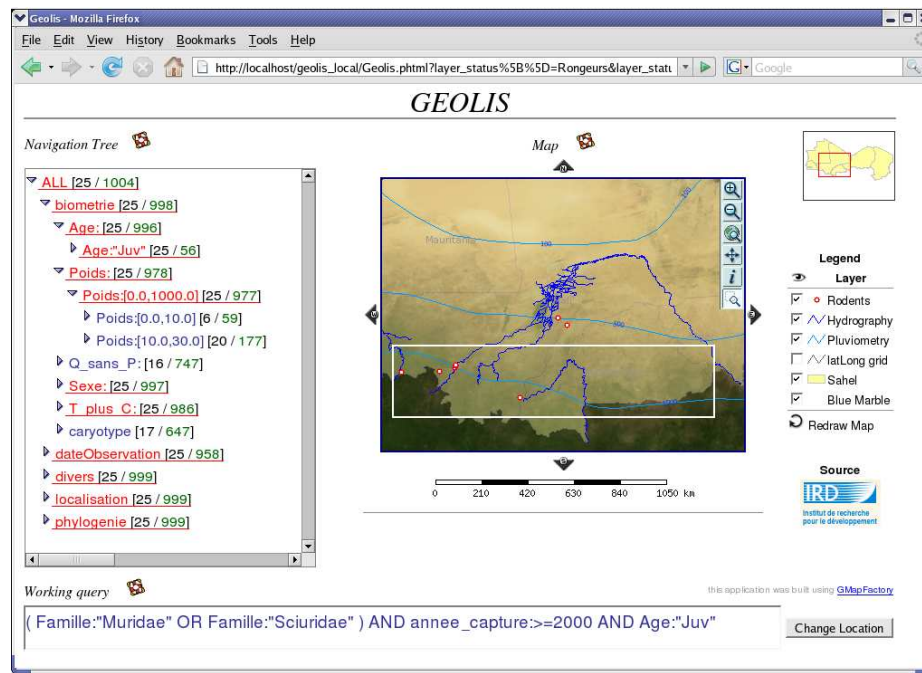 Geolis - Mozilla Firefox
File Edit View History Bookmarks Tools Help
http://localhost/geolis_local/Geolis.phtml?layer_status%5B%5D=Rongeurs&layer_statu
G Google
GEOLIS
Navigation Tree
ALL [25 / 1004]
biometrie [25 / 998]
Age: [25 / 996]
Age:"Juv" [25 / 56]
Poids: [25 / 978]
Poids:[0.0,1000.0] [25 / 977]
Poids:[0.0,10.0] [6 / 59]
Poids:[10.0,30.0] [20 / 177]
Q_sans_P: [16 / 747]
Sexe: [25 / 997]
T_plus_C: [25 / 986]
caryotype [17 / 647]
dateObservation [25 / 958]
divers [25 / 999]
localisation [25 / 999]
phylogenie [25 / 999]
Map
N
Mauritania
100
0 210 420 630 840 1050 km
Legend
Layer
Rodents
Hydrography
Pluviometry
latLong grid
Sahel
Blue Marble
Redraw Map
Source
IRD
Institut de recherche
pour le développement
Working query
this application was built using GMapFactory
( Famille:"Muridae" OR Famille:"Sciuridae" ) AND annee_capture:>=2000 AND Age:"Juv"
Change Location